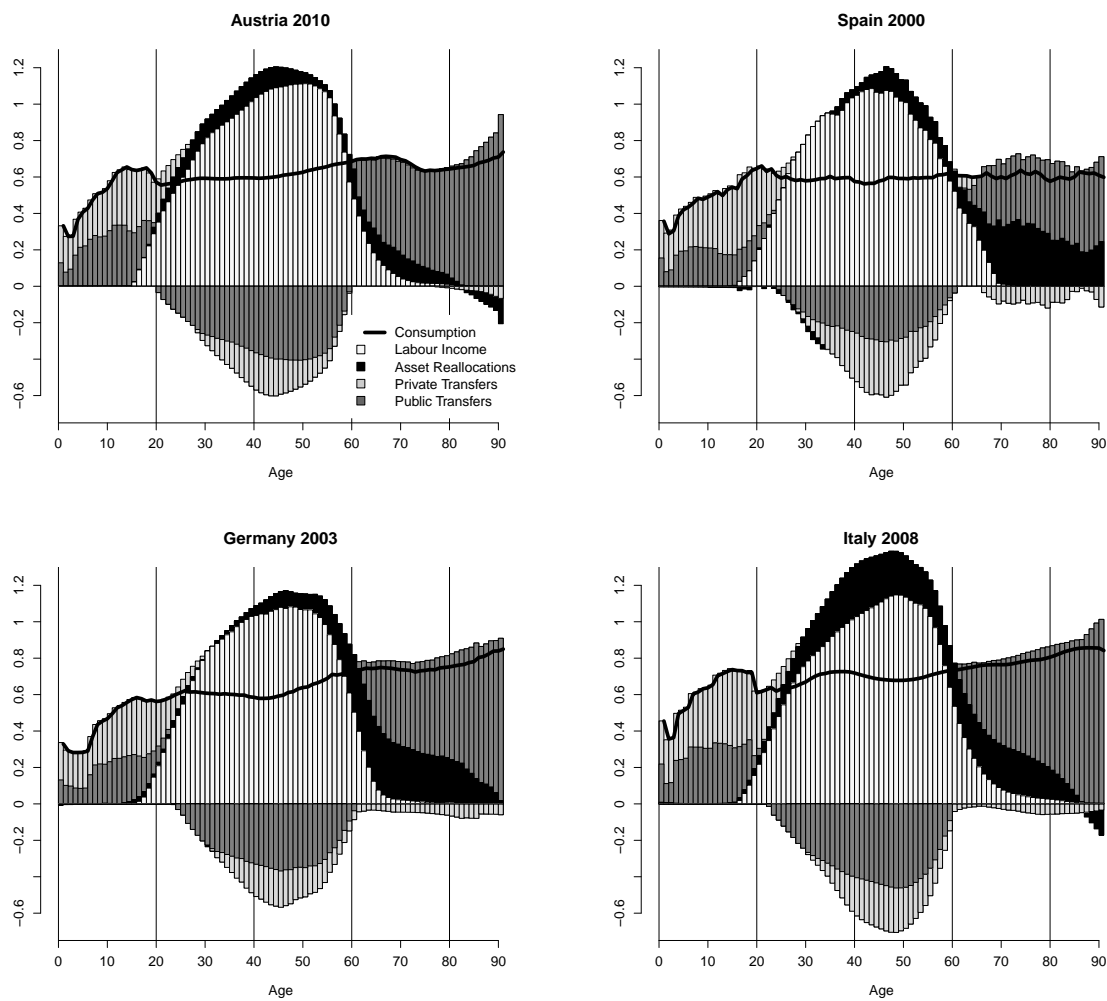 Austria 2010
1.2
1
0.8
0.6
0.4
0.2
0
−0.2
−0.6
Consumption
Labour Income
Asset Reallocations
Private Transfers
Public Transfers
0 10 20 30 40 50 60 70 80 90
Age
Spain 2000
1.2
1
0.8
0.6
0.4
0.2
0
−0.2
−0.6
0 10 20 30 40 50 60 70 80 90
Age
Germany 2003
1.2
1
0.8
0.6
0.4
0.2
0
−0.2
−0.6
0 10 20 30 40 50 60 70 80 90
Age
Italy 2008
1.2
1
0.8
0.6
0.4
0.2
0
−0.2
−0.6
0 10 20 30 40 50 60 70 80 90
Age